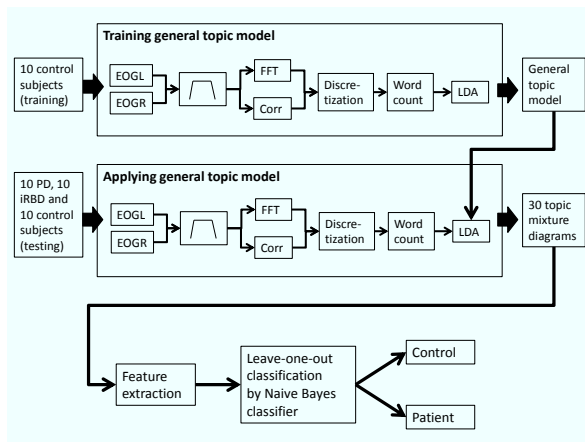 Training general topic model
10 control
subjects
(training)
EOGL
EOGR
FFT
Corr
Discre-
tization
Word
count
LDA
General
topic
model
Applying general topic model
10 PD, 10
iRBD and
10 control
subjects
(testing)
EOGL
EOGR
FFT
Corr
Discre-
tization
Word
count
LDA
30 topic
mixture
diagrams
Feature
extraction
Leave-one-out
classification
by Naive Bayes
classifier
Control
Patient